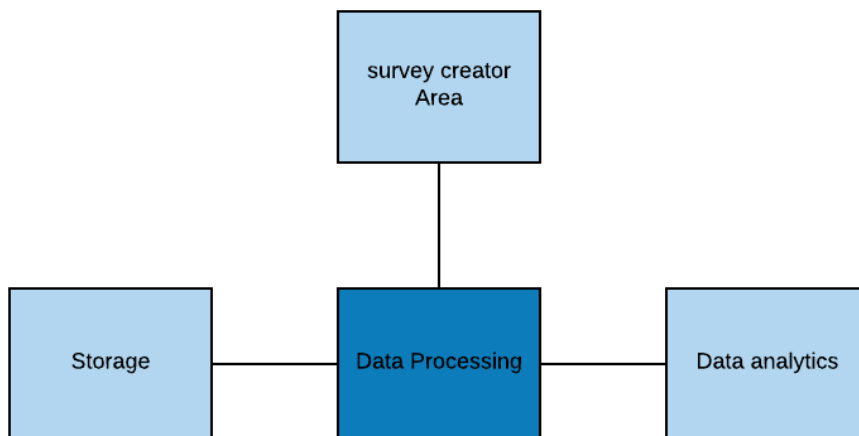 survey creator
Area
Storage
Data Processing
Data analytics